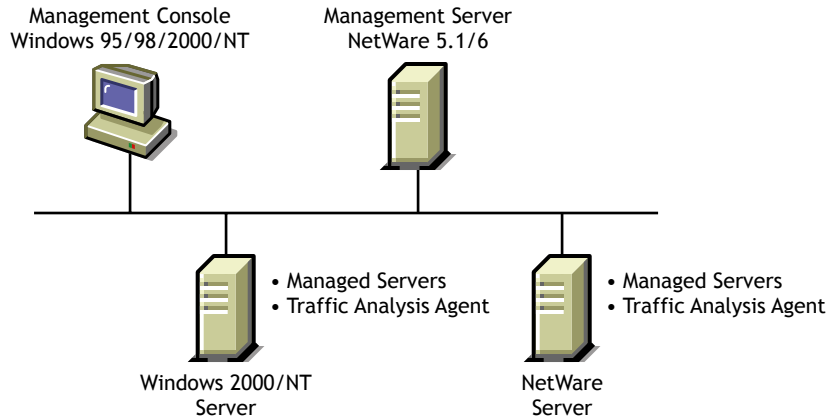 Management Console
Windows 95/98/2000/NT
Management Server
NetWare 5.1/6
• Managed Servers
• Traffic Analysis Agent
Windows 2000/NT
Server
• Managed Servers
• Traffic Analysis Agent
NetWare
Server